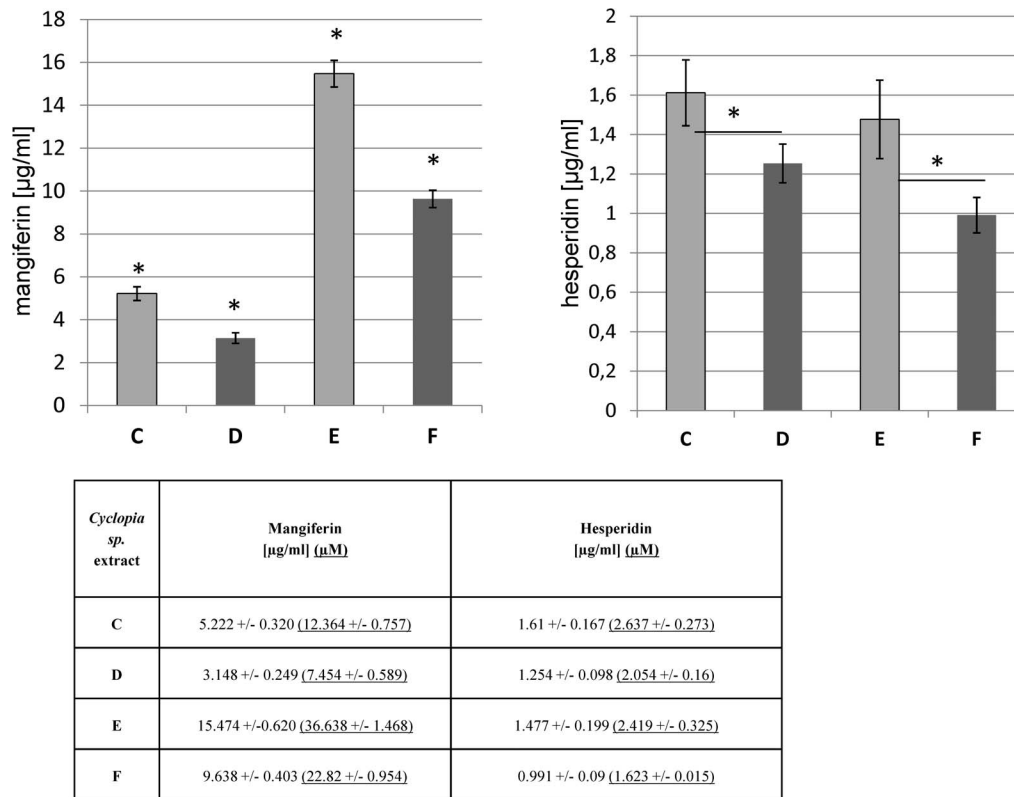 18
16
14
12
10
8
6
4
2
0
mangiferin [µg/ml]
*
*
*
*
C D E F
2
1,8
1,6
1,4
1,2
1
0,8
0,6
0,4
0,2
0
hesperidin [µg/ml]
*
*
C D E F
Cyclopia
sp.
extract
Mangiferin
[µg/ml] (µM)
Hesperidin
[µg/ml] (µM)
C 5.222 +/- 0.320 (12.364 +/- 0.757) 1.61 +/- 0.167 (2.637 +/- 0.273)
D 3.148 +/- 0.249 (7.454 +/- 0.589) 1.254 +/- 0.098 (2.054 +/- 0.16)
E 15.474 +/-0.620 (36.638 +/- 1.468) 1.477 +/- 0.199 (2.419 +/- 0.325)
F 9.638 +/- 0.403 (22.82 +/- 0.954) 0.991 +/- 0.09 (1.623 +/- 0.015)